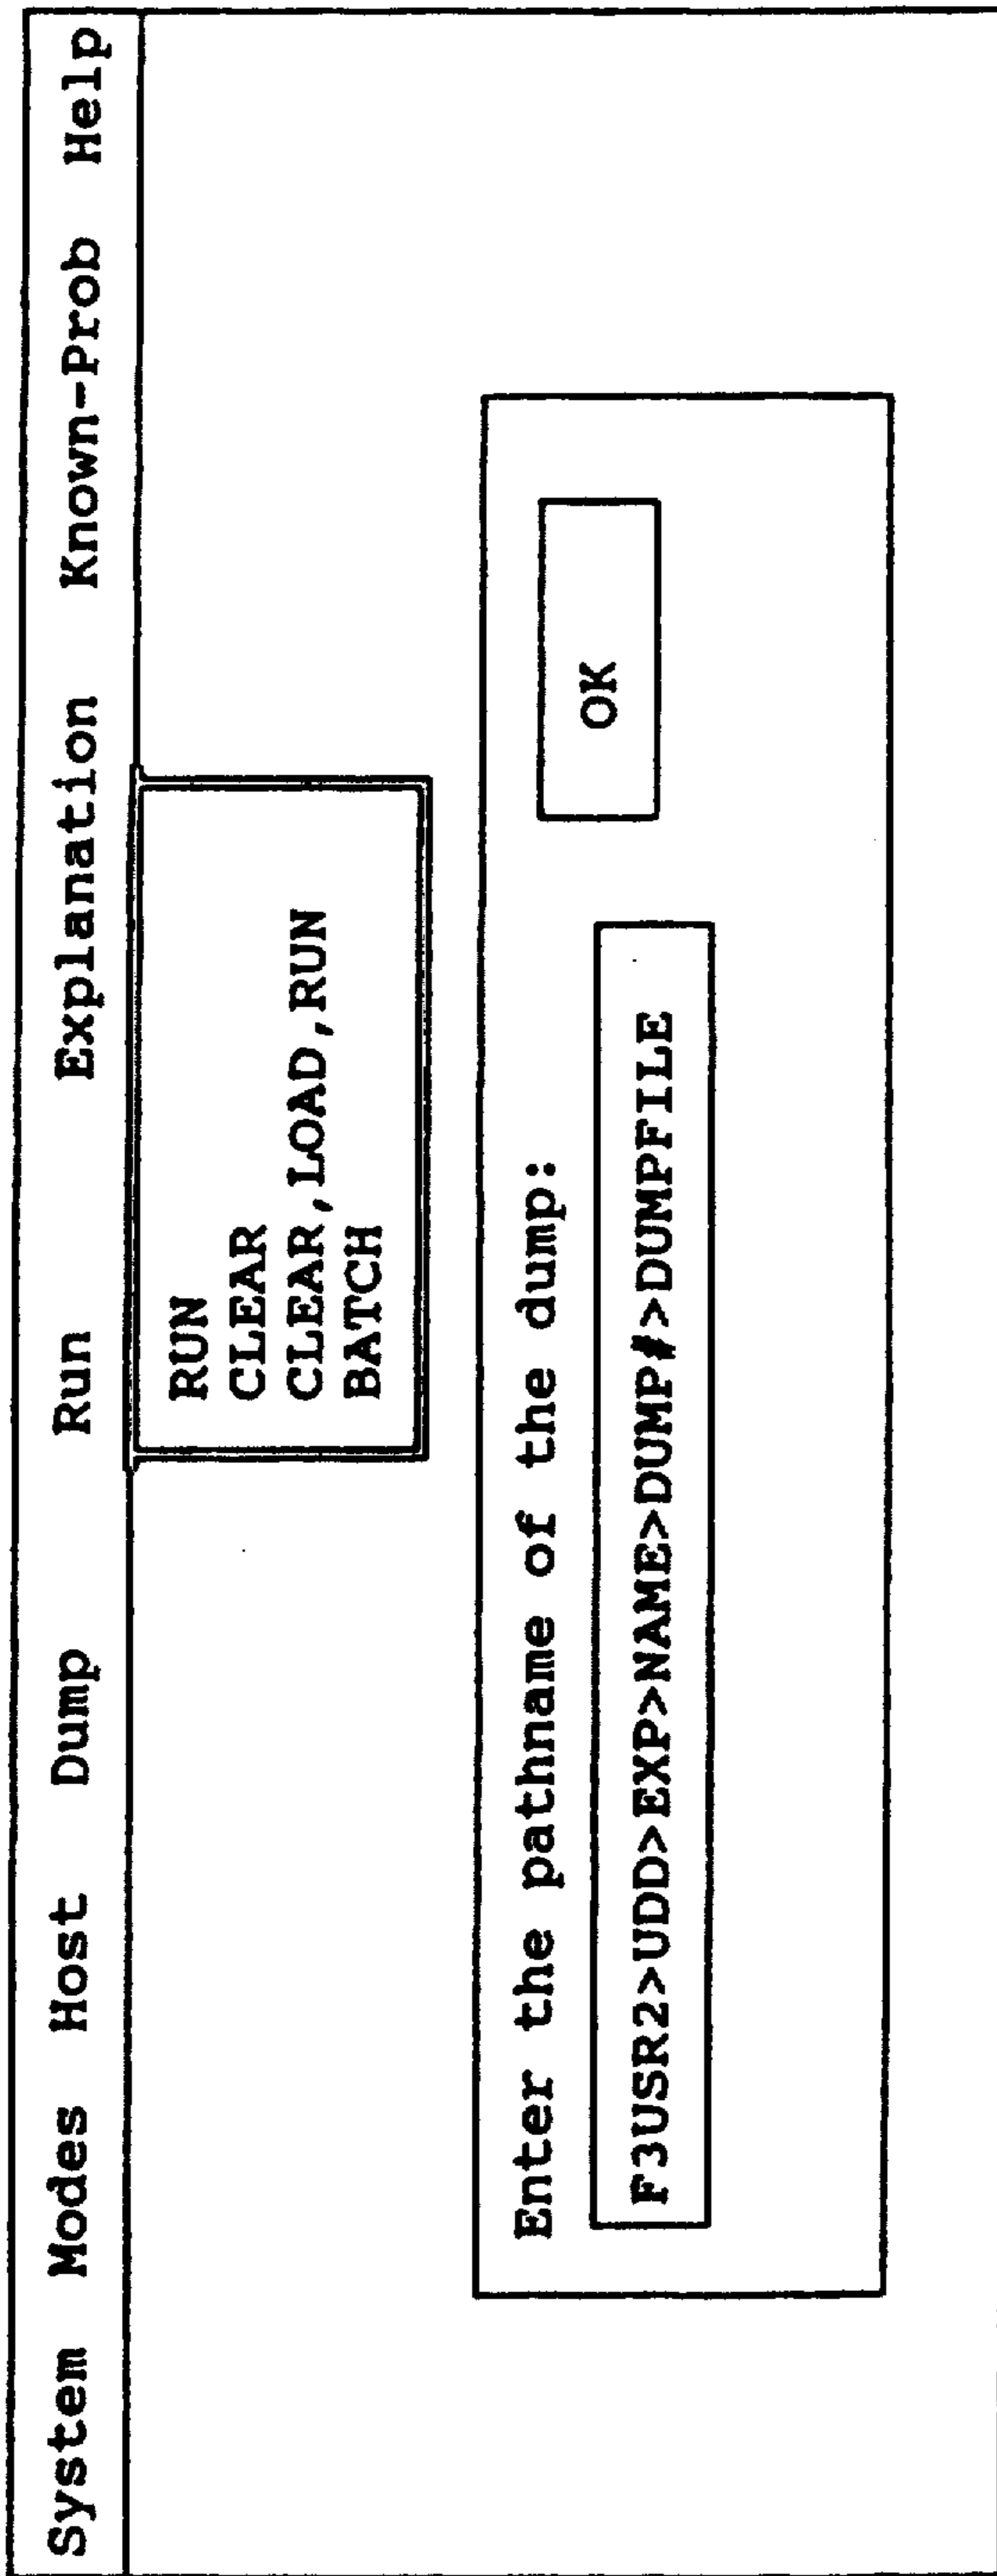 System Modes Host Dump Run Explanation Known-Prob Help
RUN
CLEAR
CLEAR,LOAD,RUN
BATCH
Enter the pathname of the dump:
OK
F3USR2>UDD>EXP>NAME>DUMP#>DUMPFILE